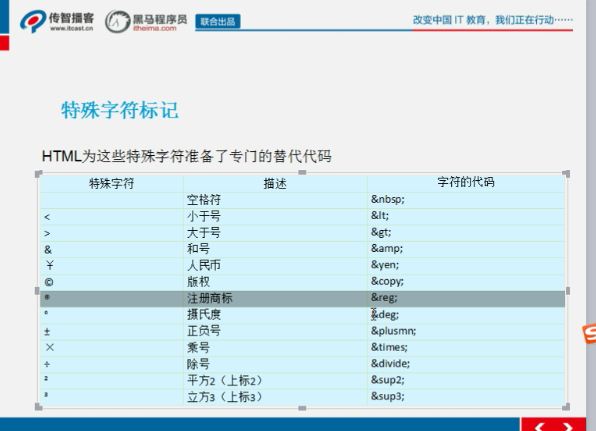 传智播客 黑马程序员 联合出品 改变中国 IT 教育，我们正在行动……
www.itcast.cn itheima.com
特殊字符标记
HTML为这些特殊字符准备了专门的替代代码
特殊字符 描述 字符的代码
空格符 &nbsp;
< 小于号 &lt;
> 大于号 &gt;
& 和号 &amp;
¥ 人民币 &yen;
© 版权 &copy;
® 注册商标 &reg;
° 摄氏度 &deg;
± 正负号 &plusmn;
× 乘号 &times;
÷ 除号 &divide;
² 平方2（上标2） &sup2;
³ 立方3（上标3） &sup3;